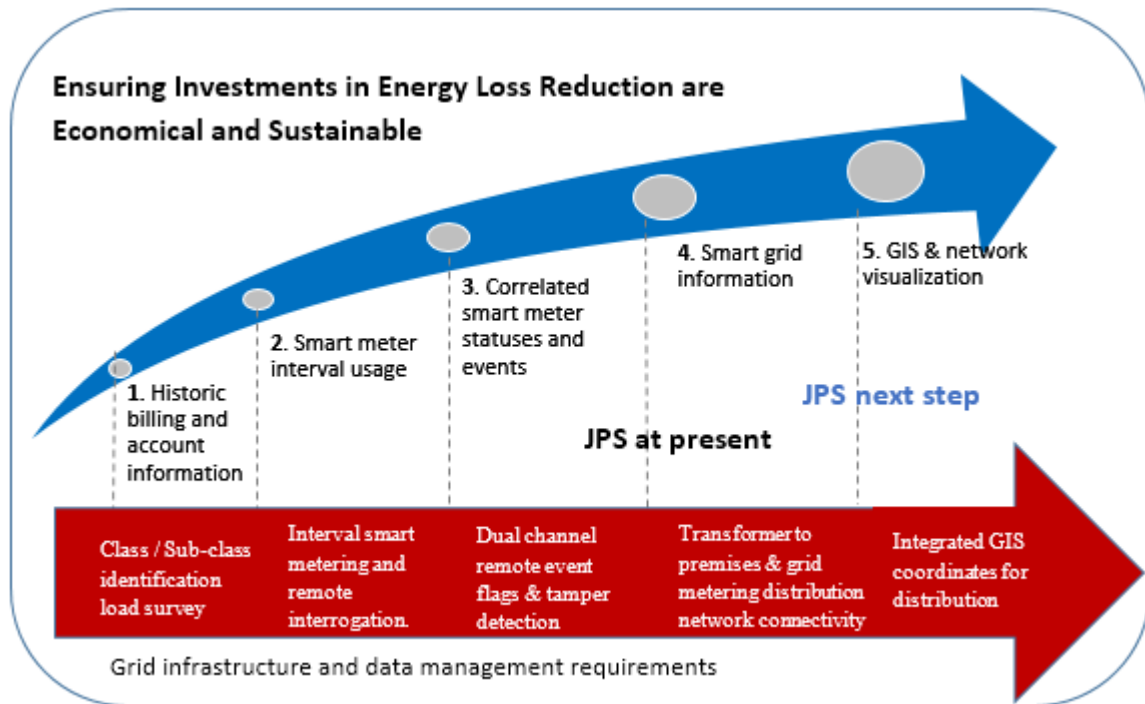 Ensuring Investments in Energy Loss Reduction are
Economical and Sustainable
1. Historic
billing and
account
information
2. Smart meter
interval usage
3. Correlated
smart meter
statuses and
events
4. Smart grid
information
5. GIS & network
visualization
JPS at present
JPS next step
Class / Sub-class
identification
load survey
Interval smart
metering and
remote
interrogation.
Dual channel
remote event
flags & tamper
detection
Transformer to
premises & grid
metering distribution
network connectivity
Integrated GIS
coordinates for
distribution
Grid infrastructure and data management requirements